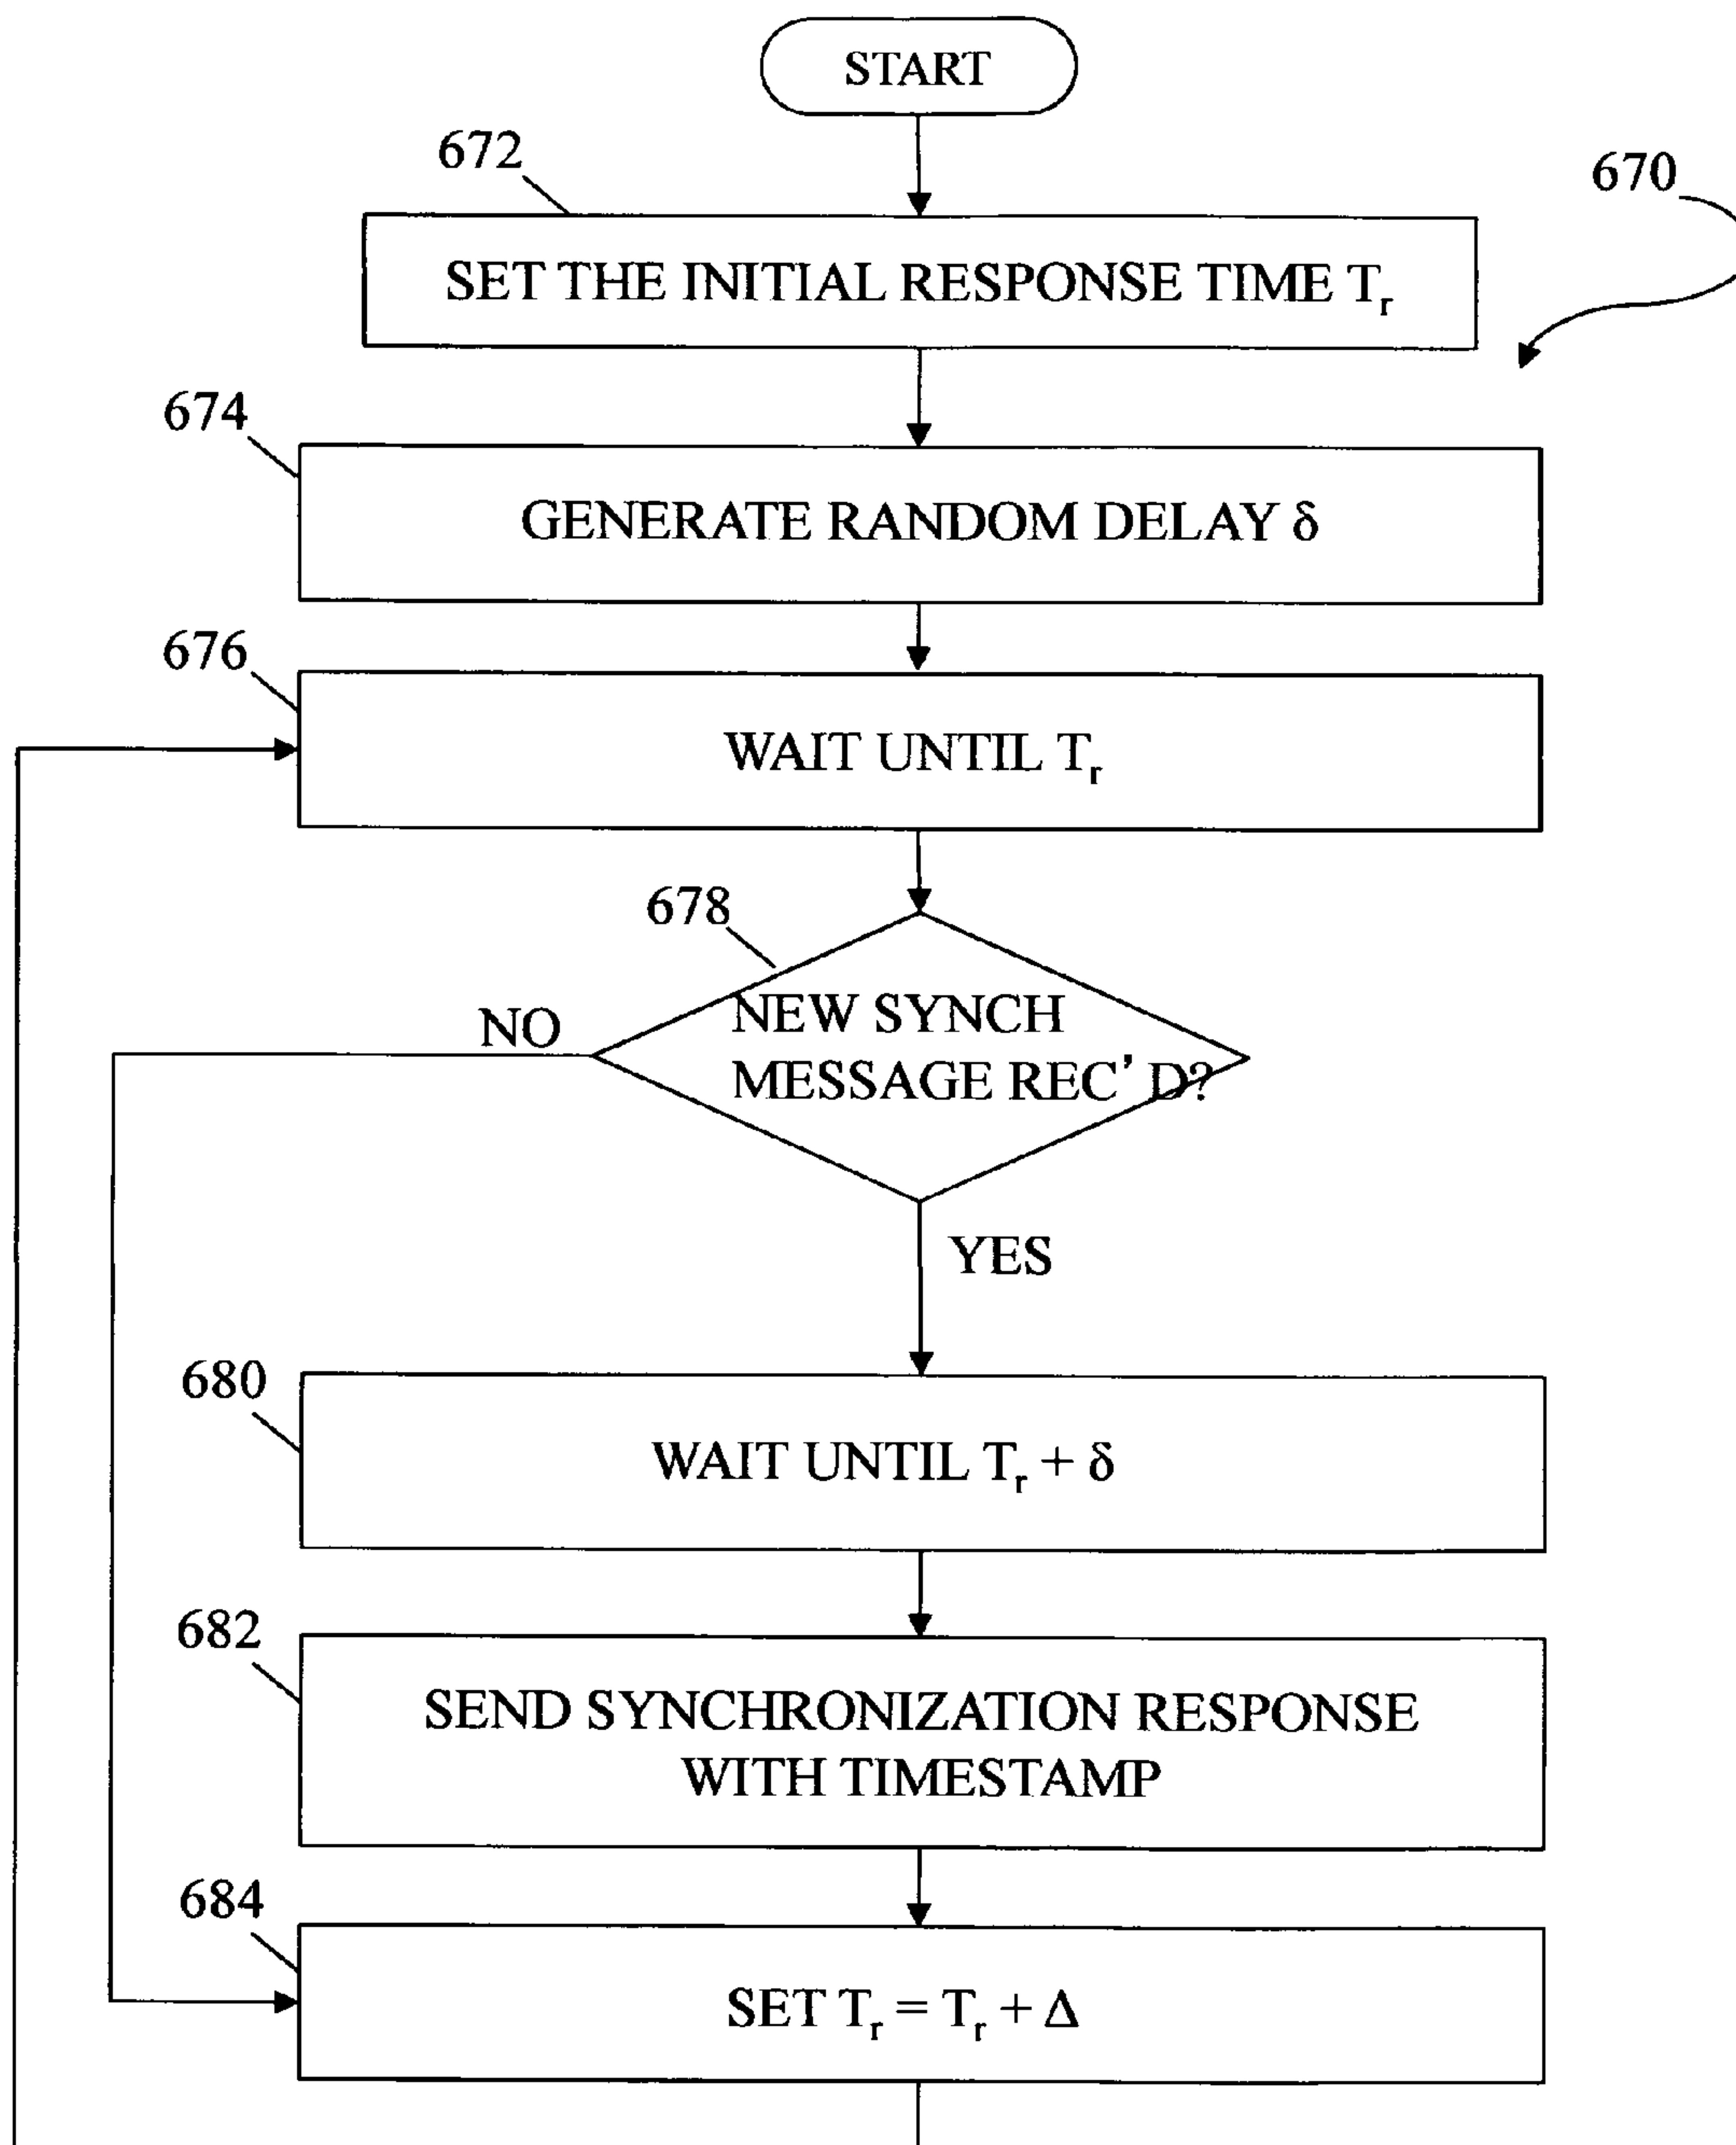 START
672
670
SET THE INITIAL RESPONSE TIME Tr
674
GENERATE RANDOM DELAY δ
676
WAIT UNTIL Tr
678
NO
NEW SYNCH
MESSAGE REC’ D?
YES
680
WAIT UNTIL Tr + δ
682
SEND SYNCHRONIZATION RESPONSE
WITH TIMESTAMP
684
SET Tr = Tr + Δ